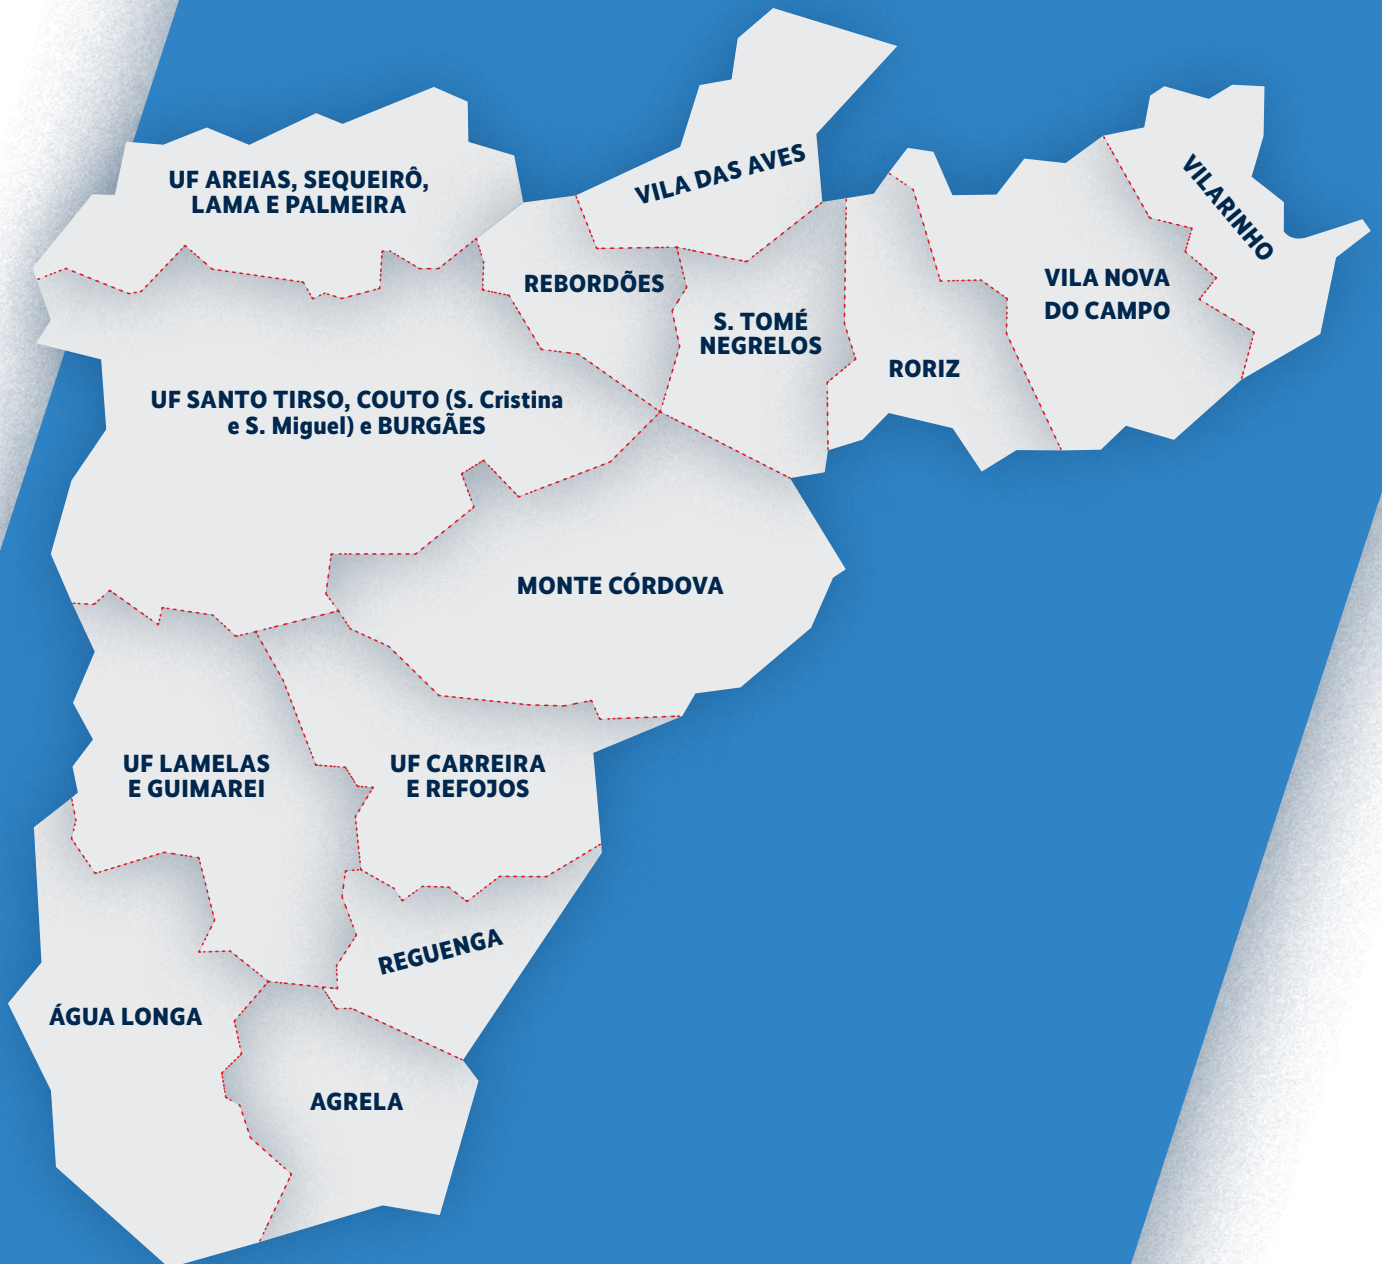 UF AREIAS, SEQUEIRÔ,
LAMA E PALMEIRA
VILA DAS AVES
VILARINHO
REBORDÕES
VILA NOVA
DO CAMPO
S. TOMÉ
NEGRELOS
RORIZ
UF SANTO TIRSO, COUTO (S. Cristina
e S. Miguel) e BURGÃES
MONTE CÓRDOVA
UF LAMELAS
E GUIMAREI
UF CARREIRA
E REFOJOS
REGUENGA
ÁGUA LONGA
AGRELA